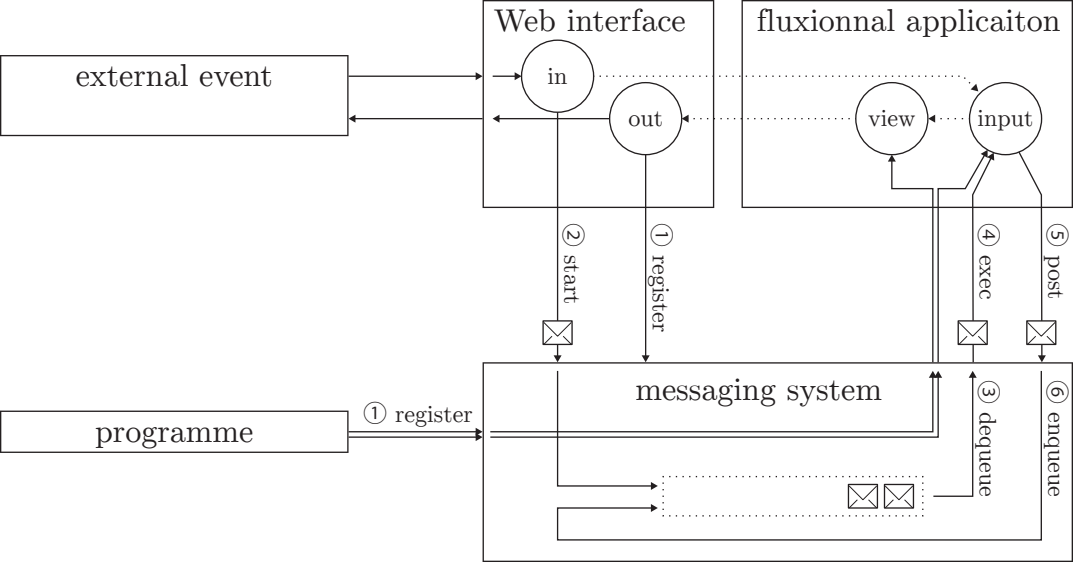 Web interface
fluxionnal applicaiton
external event
in
out
view
input
② start
① register
④ exec
⑤ post
messaging system
① register
programme
③ dequeue
⑥ enqueue